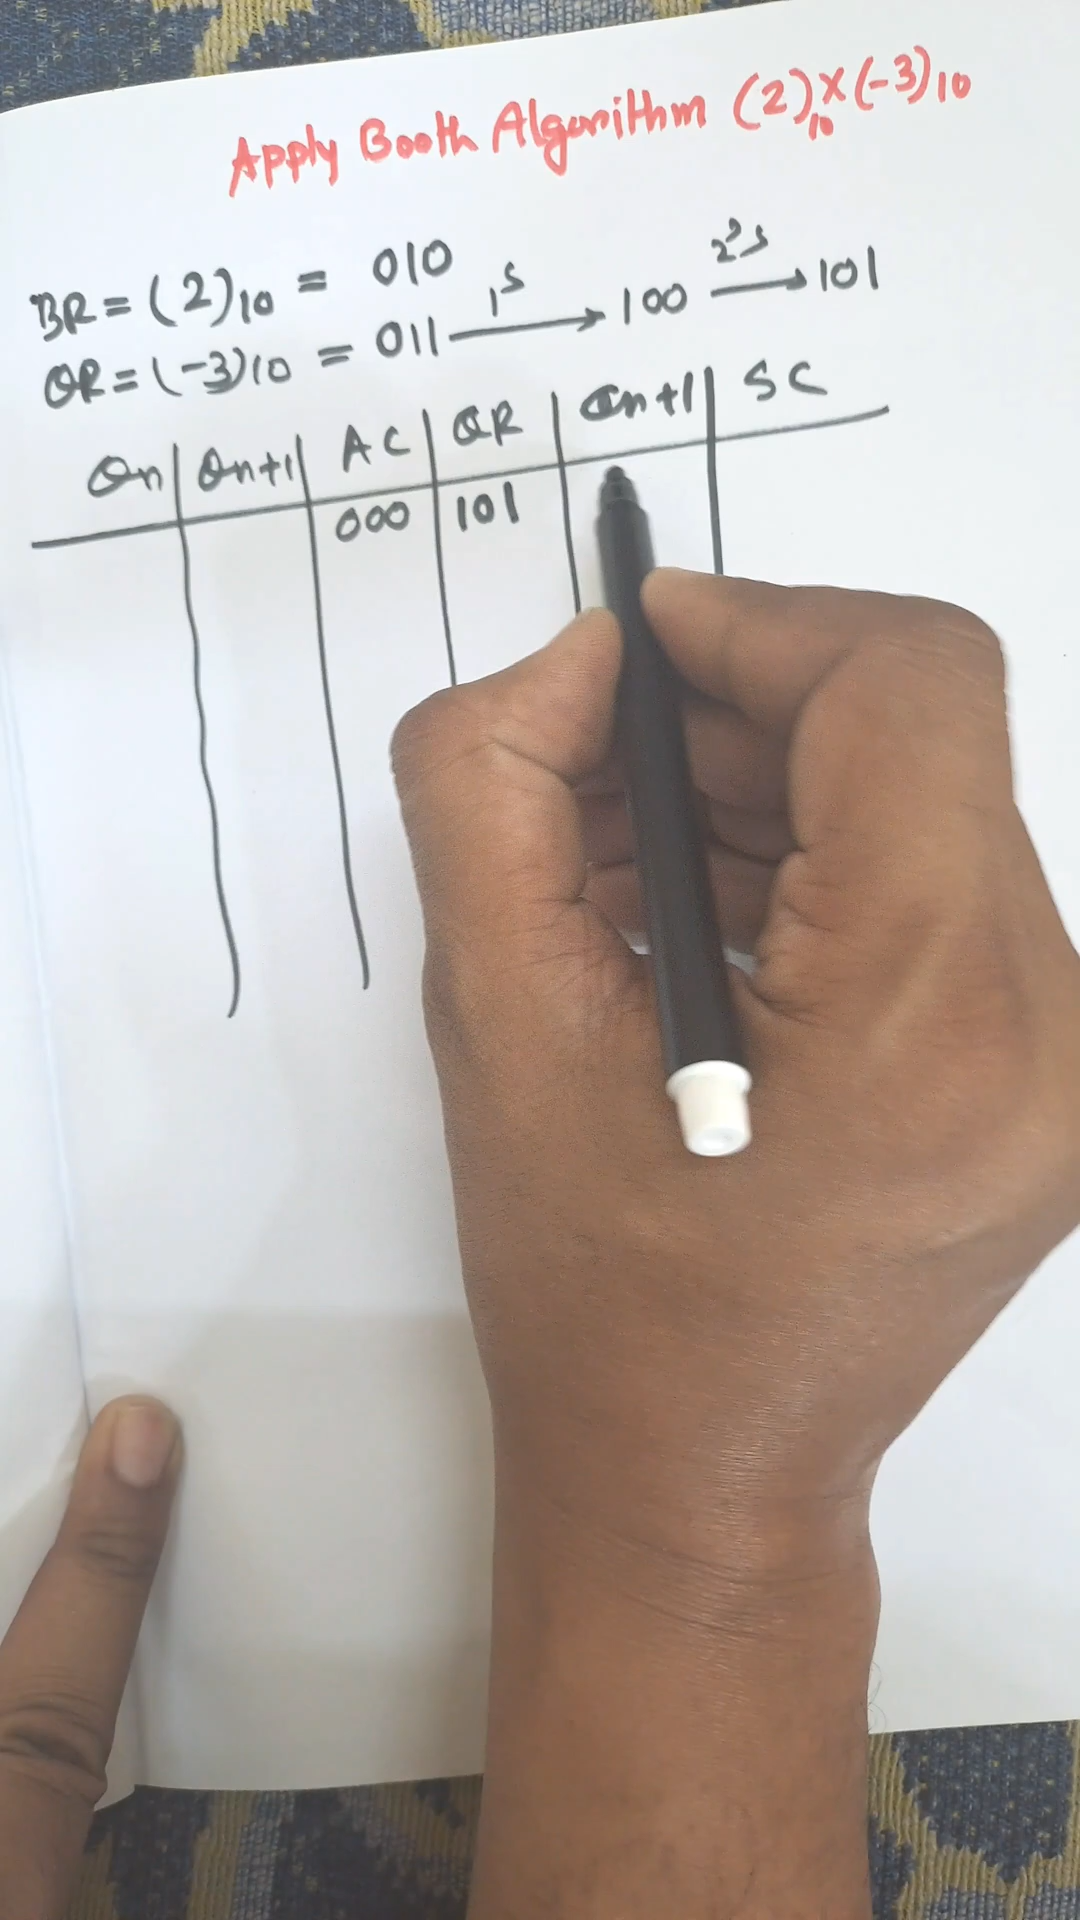 Apply Booth Algorithm (2)₁₀×(-3)₁₀
BR = (2)₁₀ = 010
QR = (-3)10 = 011 1'S → 100 2'S → 101
Qn | Qn+1 | AC | QR | Qn+1 | SC
000 | 101